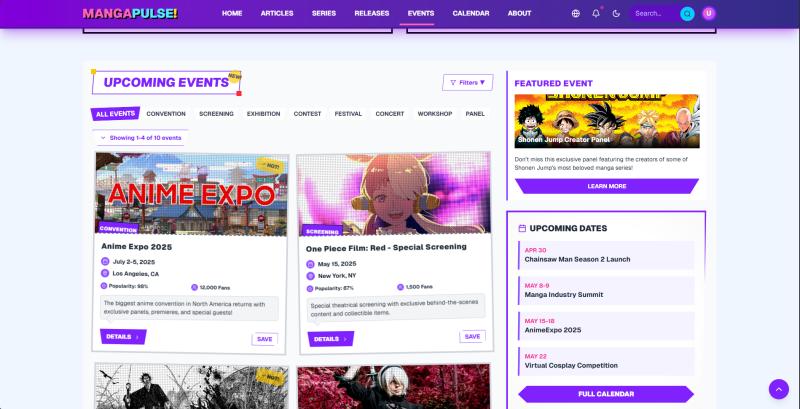 MANGAPULSE!
HOME ARTICLES SERIES RELEASES EVENTS CALENDAR ABOUT
Search...
U
UPCOMING EVENTS
NEW!
Filters ▼
ALL EVENTS CONVENTION SCREENING EXHIBITION CONTEST FESTIVAL CONCERT WORKSHOP PANEL
Showing 1-4 of 10 events
HOT!
ANIME EXPO
CONVENTION
Anime Expo 2025
July 2-5, 2025
Los Angeles, CA
Popularity: 98%
12,000 Fans
The biggest anime convention in North America returns with
exclusive panels, premieres, and special guests!
DETAILS
SAVE
SCREENING
One Piece Film: Red - Special Screening
May 15, 2025
New York, NY
Popularity: 87%
1,500 Fans
Special theatrical screening with exclusive behind-the-scenes
content and collectible items.
DETAILS
SAVE
HOT!
FEATURED EVENT
SHONEN JUMP
Shonen Jump Creator Panel
Don't miss this exclusive panel featuring the creators of some of
Shonen Jump's most beloved manga series!
LEARN MORE
UPCOMING DATES
APR 30
Chainsaw Man Season 2 Launch
MAY 8-9
Manga Industry Summit
MAY 15-18
AnimeExpo 2025
MAY 22
Virtual Cosplay Competition
FULL CALENDAR